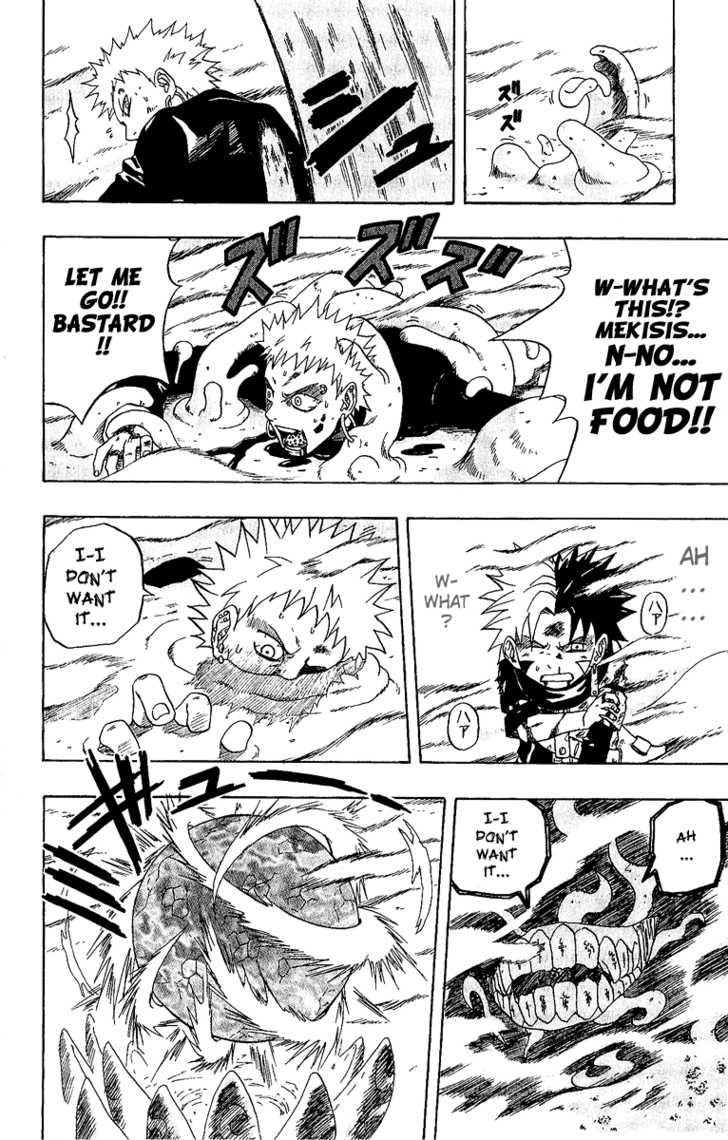 ズ
ズ
ミシュ
ズズズ
W-WHAT'S
THIS!?
MEKISIS...
N-NO...
I'M NOT
FOOD!!
LET ME
GO!!
BASTARD
!!
AH
...
...
ハア
W-
WHAT
?
ハア
I-I
DON'T
WANT
IT...
AH
...
I-I
DON'T
WANT
IT...
ギュ